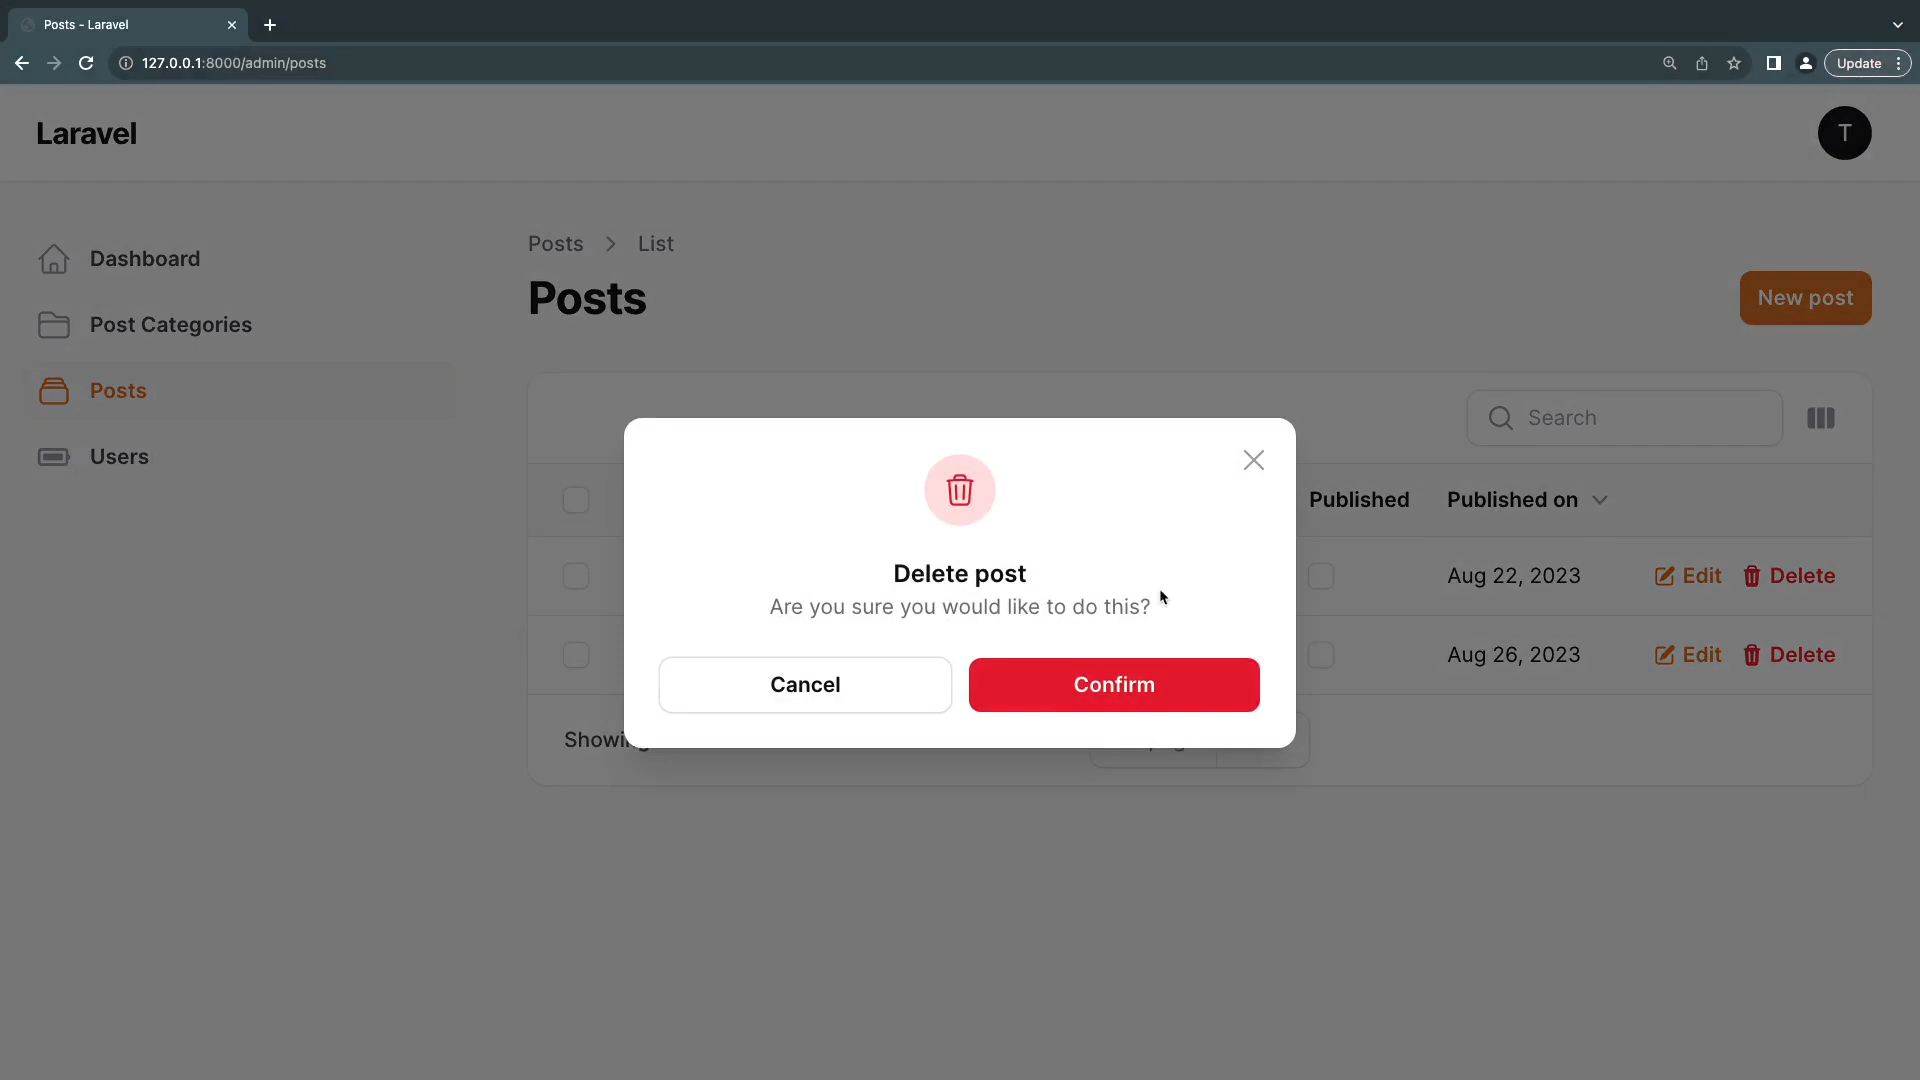 Posts - Laravel
127.0.0.1:8000/admin/posts
Update
Laravel
T
Dashboard
Post Categories
Posts
Users
Posts > List
Posts
New post
Search
Published
Published on
Aug 22, 2023
Edit
Delete
Aug 26, 2023
Edit
Delete
Delete post
Are you sure you would like to do this?
Cancel
Confirm